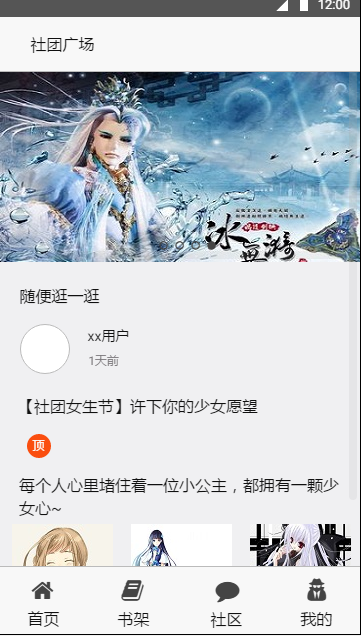 12:00
社团广场
冰無漪
随便逛一逛
xx用户
1天前
【社团女生节】许下你的少女愿望
顶
每个人心里堵住着一位小公主，都拥有一颗少
女心~
首页
书架
社区
我的